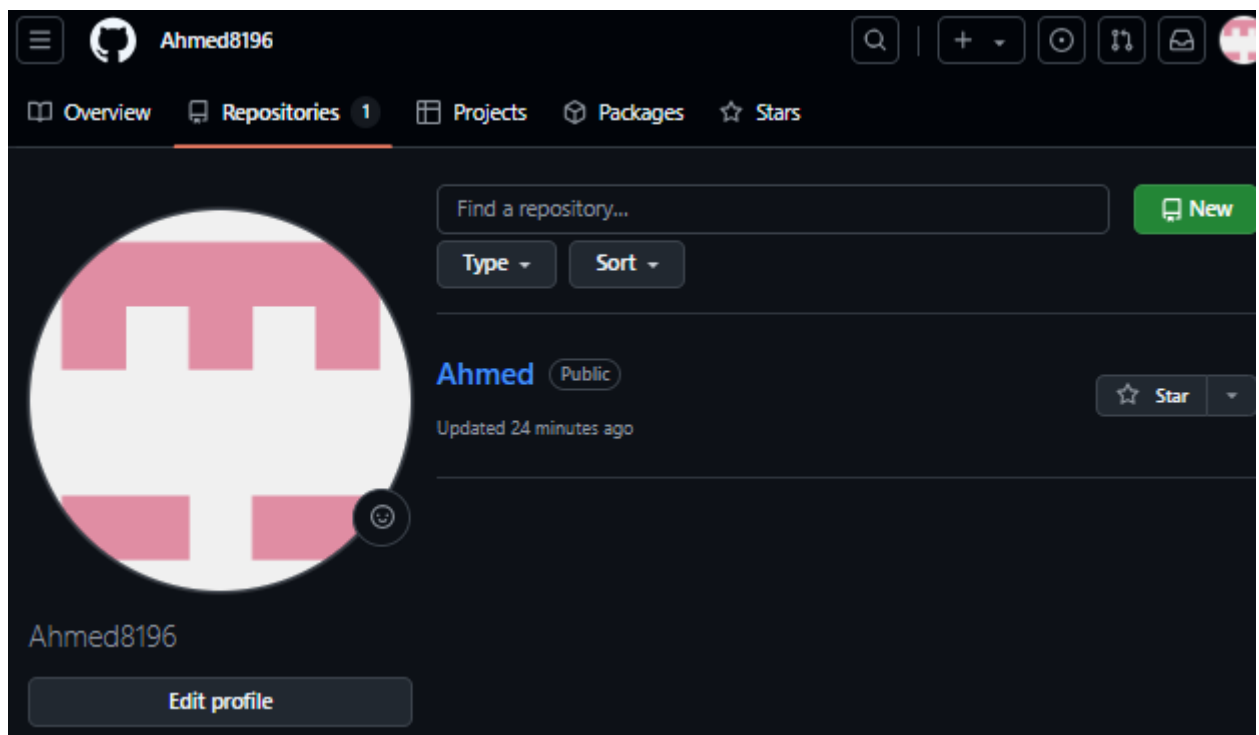 Ahmed8196
Overview Repositories 1 Projects Packages Stars
Find a repository...
New
Type Sort
Ahmed Public
Star
Updated 24 minutes ago
Ahmed8196
Edit profile